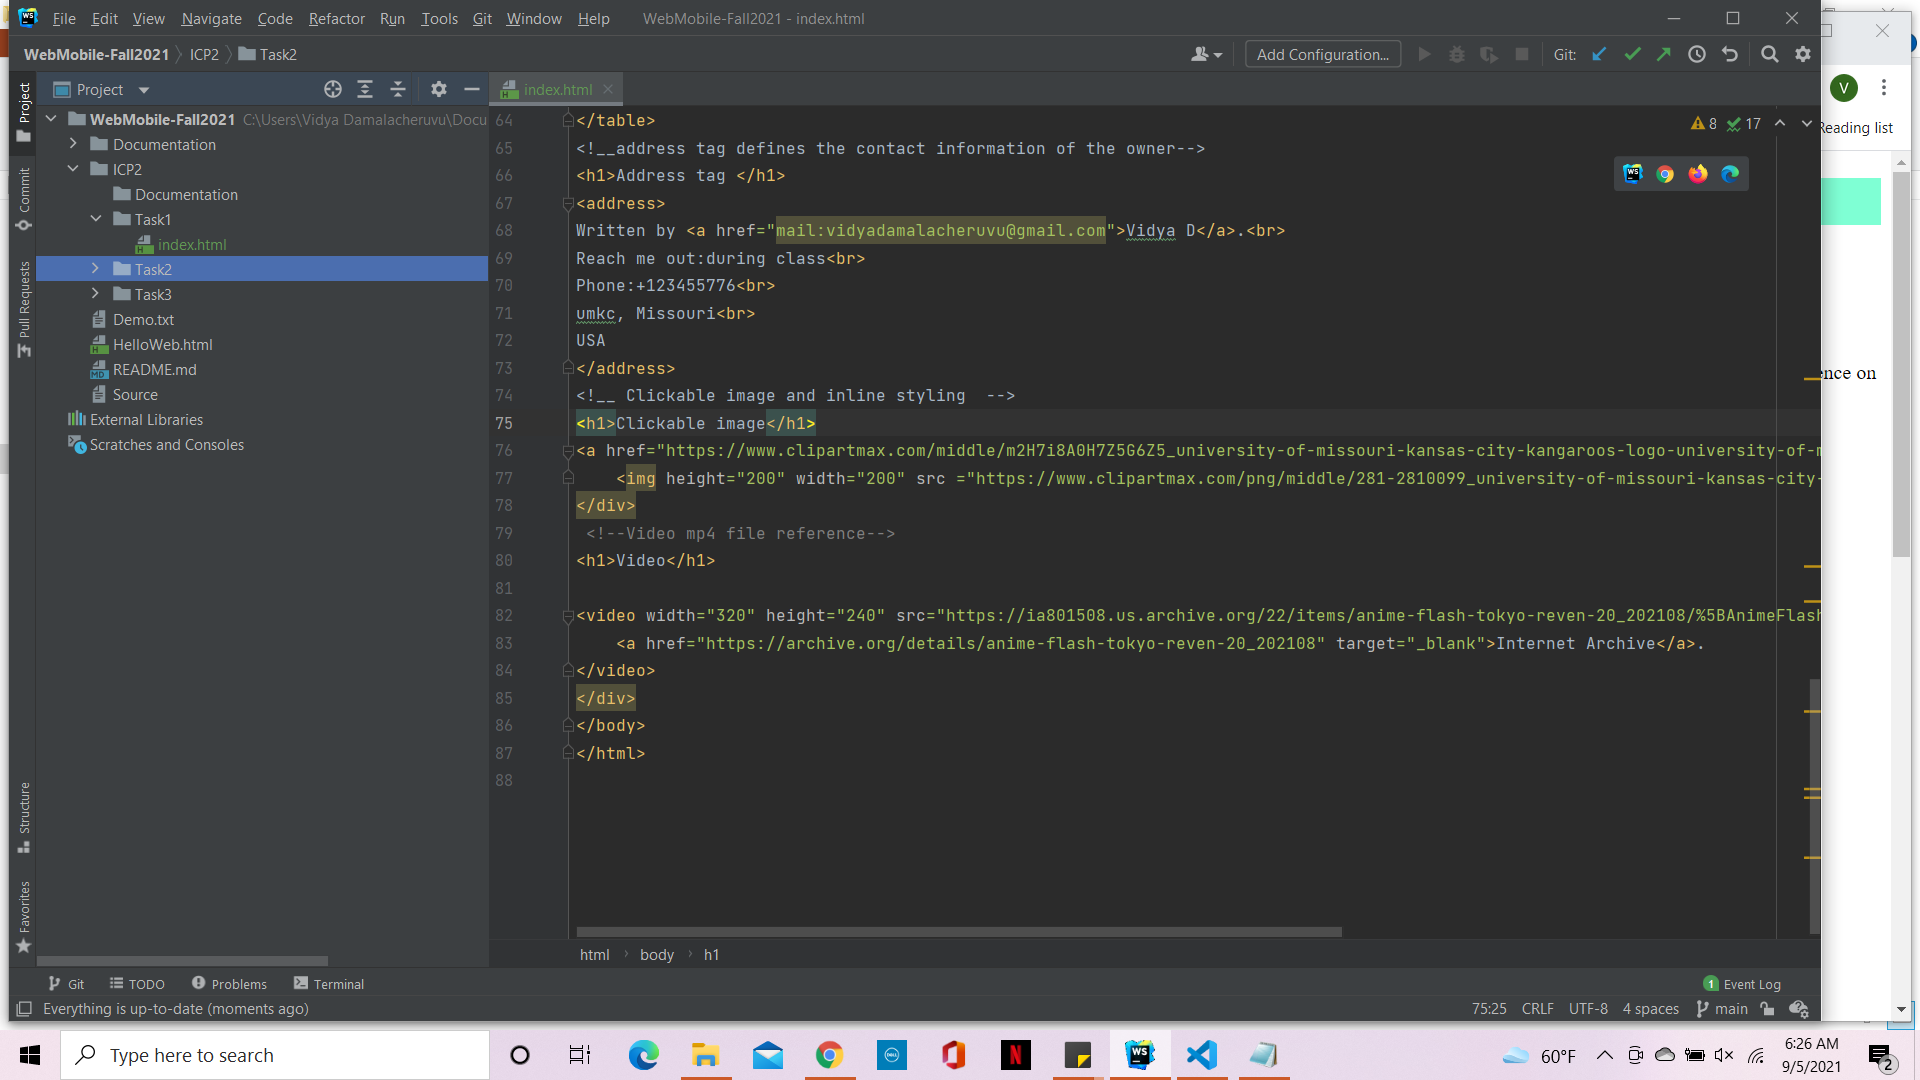 File Edit View Navigate Code Refactor Run Tools Git Window Help WebMobile-Fall2021 - index.html
WebMobile-Fall2021 ICP2 Task2 Add Configuration... Git:
Project index.html
V
Reading list
Project
Commit
Pull Requests
Structure
Favorites
WebMobile-Fall2021 C:\Users\Vidya Damalacheruvu\Docu
Documentation
ICP2
Documentation
Task1
index.html
Task2
Task3
Demo.txt
HelloWeb.html
README.md
Source
External Libraries
Scratches and Consoles
8 17
64 </table>
65 <!__address tag defines the contact information of the owner-->
66 <h1>Address tag </h1>
67 <address>
68 Written by <a href="mail:vidyadamalacheruvu@gmail.com">Vidya D</a>.<br>
69 Reach me out:during class<br>
70 Phone:+123455776<br>
71 umkc, Missouri<br>
72 USA
73 </address>
74 <!__ Clickable image and inline styling  -->
75 <h1>Clickable image</h1>
76 <a href="https://www.clipartmax.com/middle/m2H7i8A0H7Z5G6Z5_university-of-missouri-kansas-city-kangaroos-logo-university-of-m
77 <img height="200" width="200" src ="https://www.clipartmax.com/png/middle/281-2810099_university-of-missouri-kansas-city-
78 </div>
79 <!--Video mp4 file reference-->
80 <h1>Video</h1>
81
82 <video width="320" height="240" src="https://ia801508.us.archive.org/22/items/anime-flash-tokyo-reven-20_202108/%5BAnimeFlash
83 <a href="https://archive.org/details/anime-flash-tokyo-reven-20_202108" target="_blank">Internet Archive</a>.
84 </video>
85 </div>
86 </body>
87 </html>
88
ence on
html body h1
Git TODO Problems Terminal 1 Event Log
Everything is up-to-date (moments ago) 75:25 CRLF UTF-8 4 spaces main
Type here to search
60°F
6:26 AM
9/5/2021
2